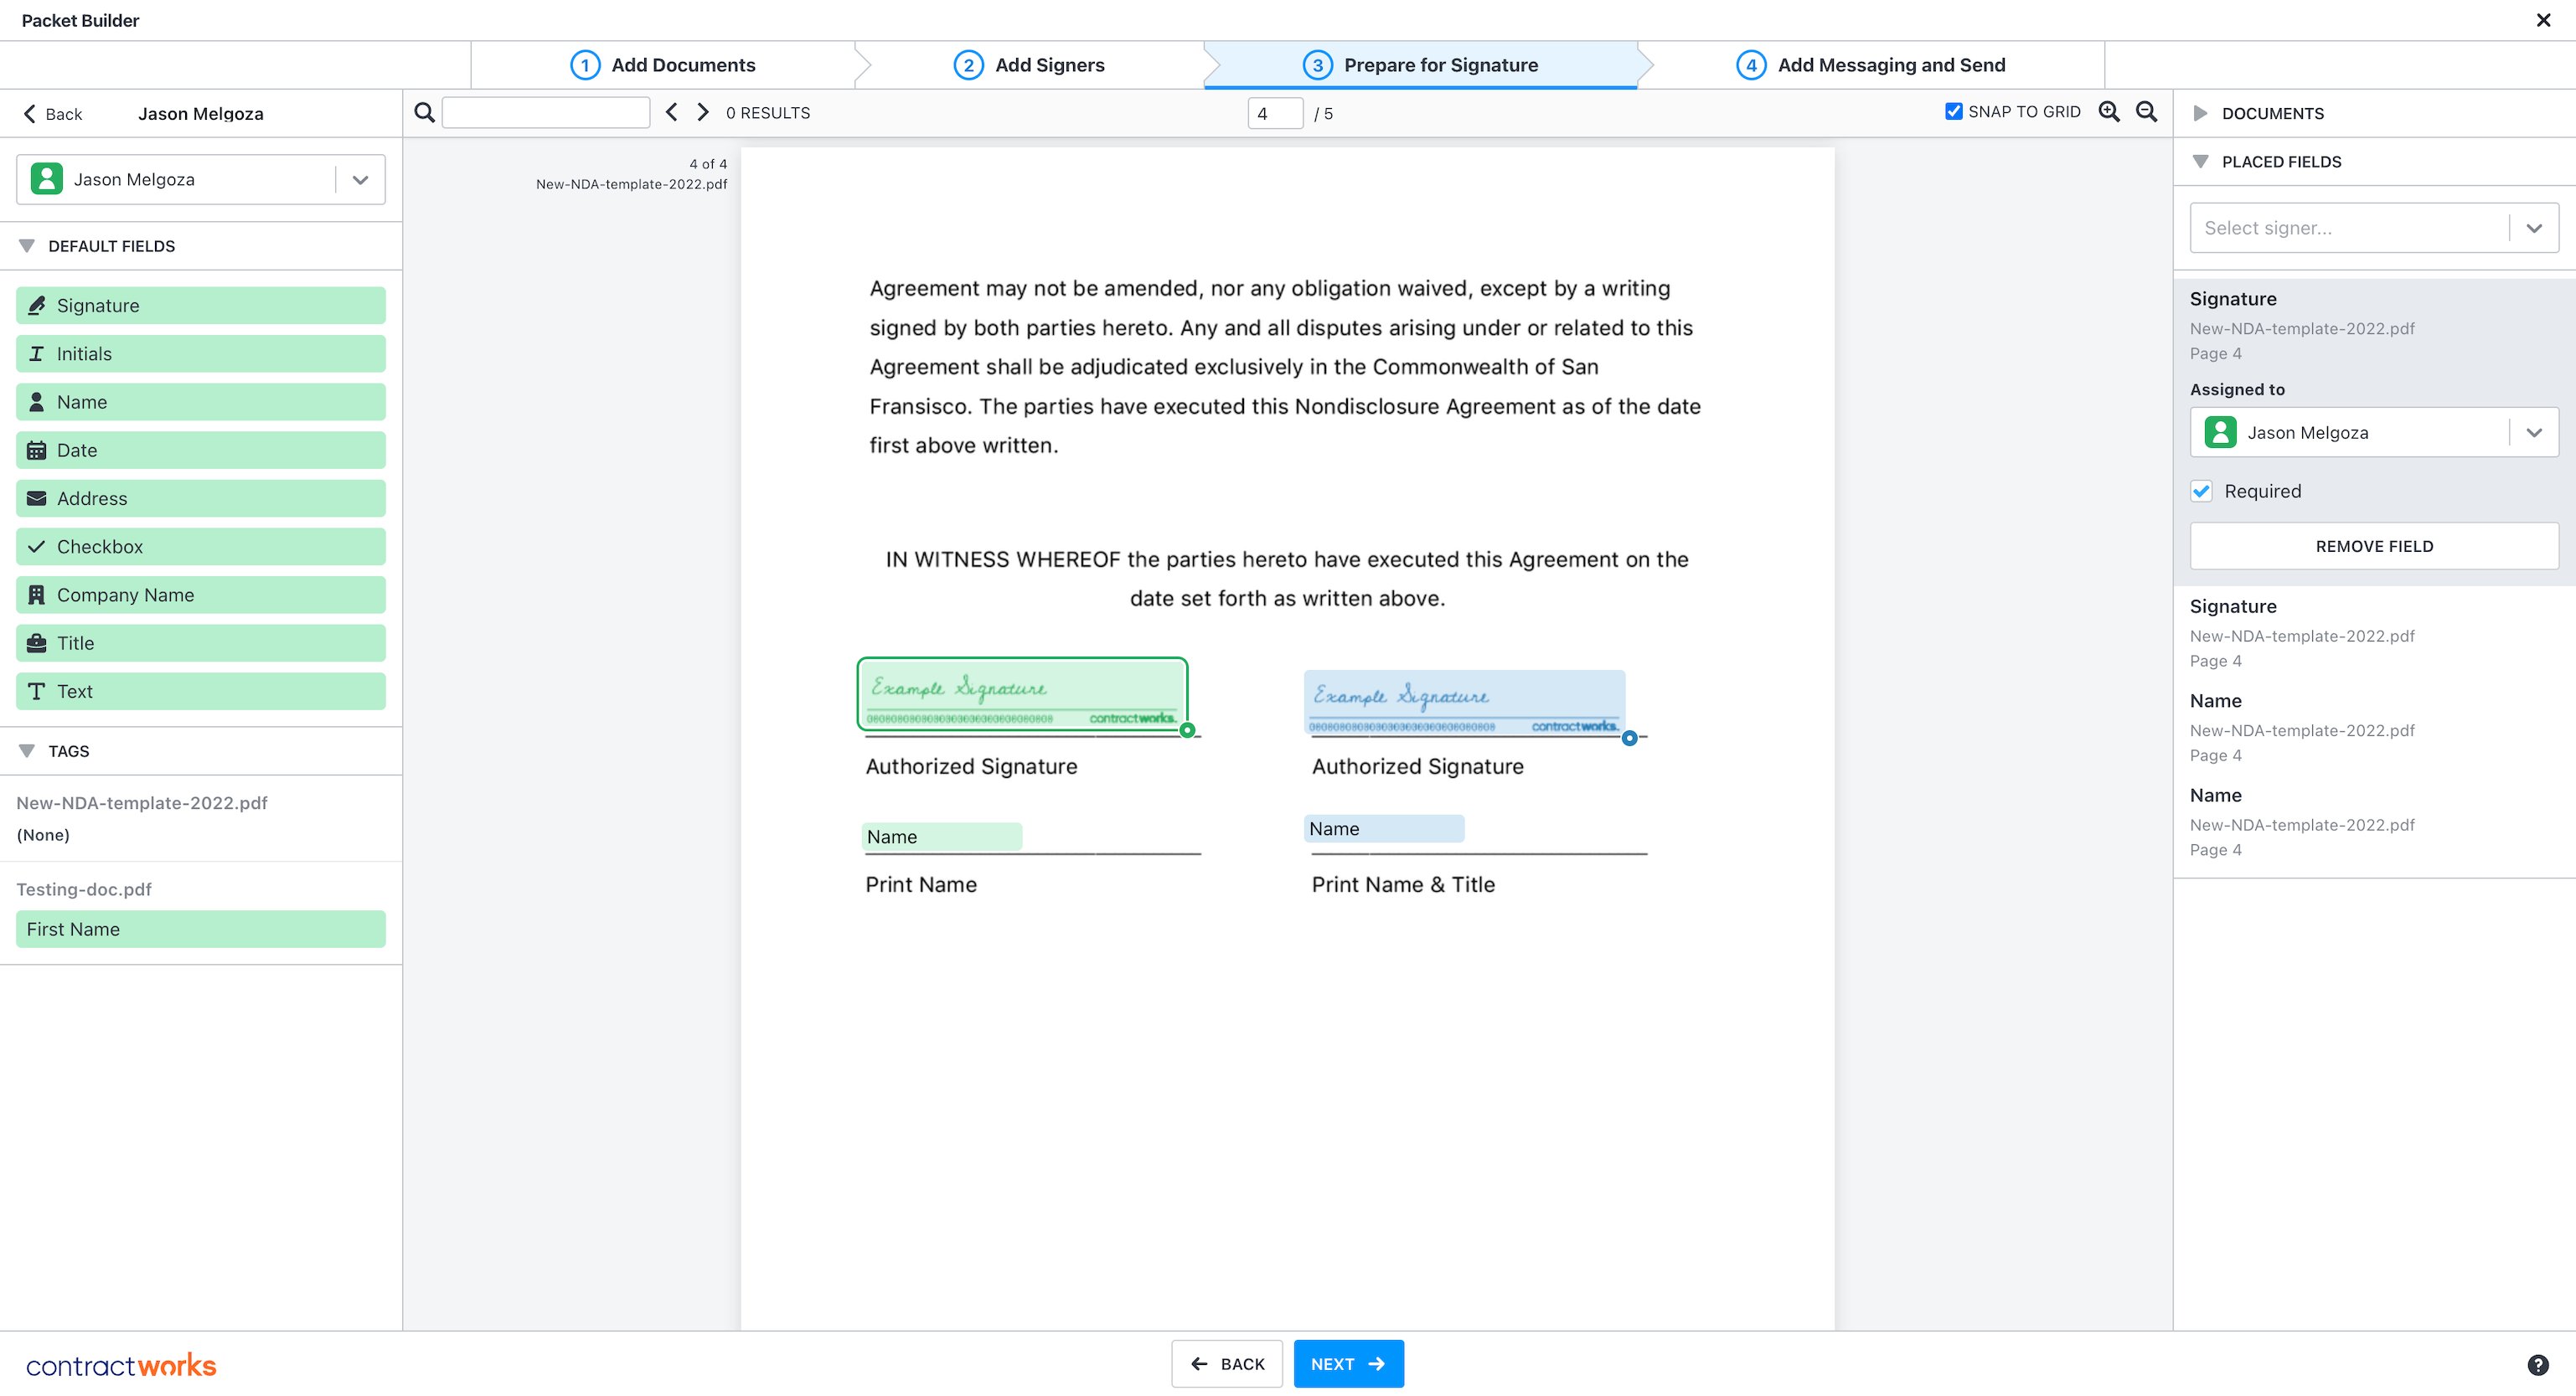 Packet Builder
1 Add Documents
2 Add Signers
3 Prepare for Signature
4 Add Messaging and Send
Back
Jason Melgoza
Jason Melgoza
DEFAULT FIELDS
Signature
Initials
Name
Date
Address
Checkbox
Company Name
Title
Text
TAGS
New-NDA-template-2022.pdf
(None)
Testing-doc.pdf
First Name
0 RESULTS
4 / 5
SNAP TO GRID
4 of 4
New-NDA-template-2022.pdf
Agreement may not be amended, nor any obligation waived, except by a writing
signed by both parties hereto. Any and all disputes arising under or related to this
Agreement shall be adjudicated exclusively in the Commonwealth of San
Fransisco. The parties have executed this Nondisclosure Agreement as of the date
first above written.
IN WITNESS WHEREOF the parties hereto have executed this Agreement on the
date set forth as written above.
Example Signature
contractworks.
Example Signature
contractworks.
Authorized Signature
Authorized Signature
Name
Name
Print Name
Print Name & Title
DOCUMENTS
PLACED FIELDS
Select signer...
Signature
New-NDA-template-2022.pdf
Page 4
Assigned to
Jason Melgoza
Required
REMOVE FIELD
Signature
New-NDA-template-2022.pdf
Page 4
Name
New-NDA-template-2022.pdf
Page 4
Name
New-NDA-template-2022.pdf
Page 4
contractworks
BACK
NEXT